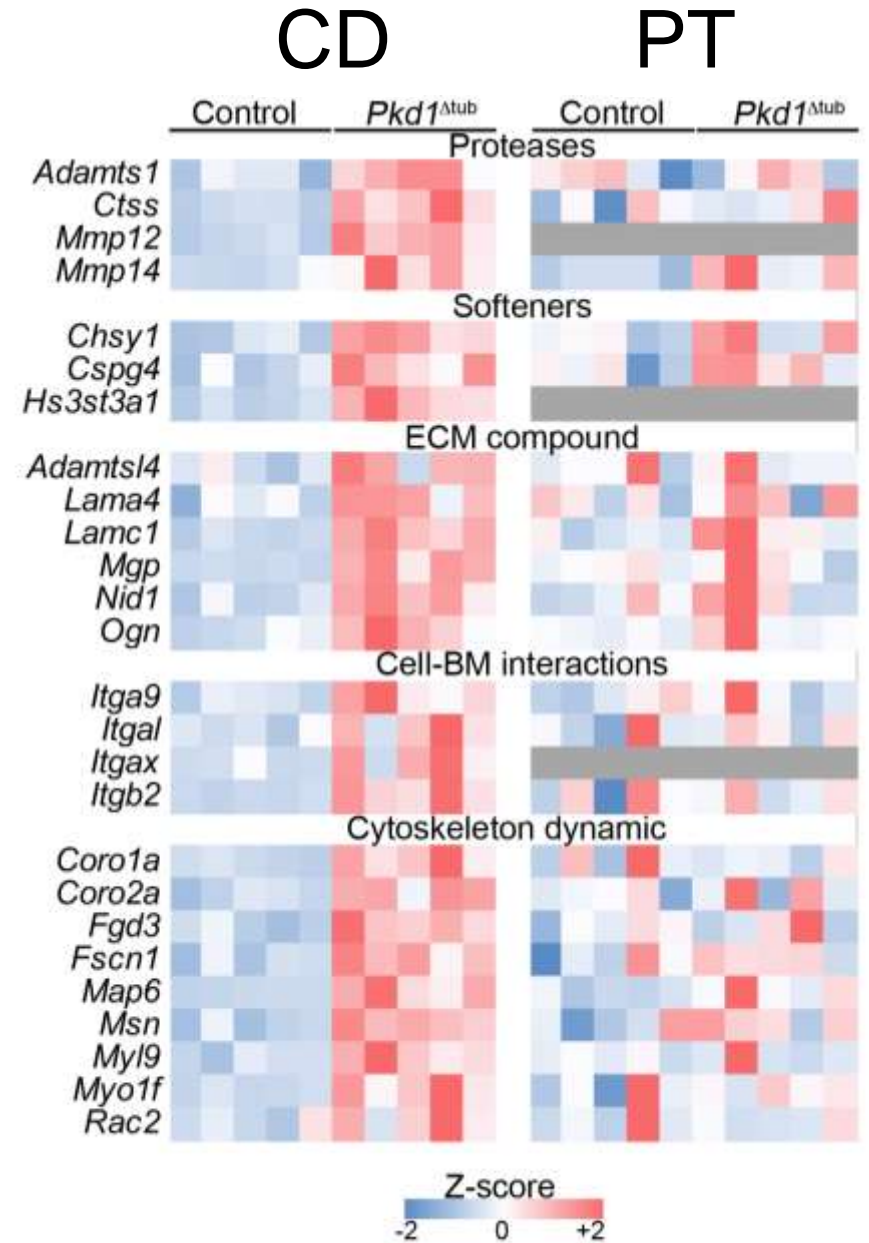 CD PT
Control Pkd1Δtub Control Pkd1Δtub
Proteases
Adamts1
Ctss
Mmp12
Mmp14
Softeners
Chsy1
Cspg4
Hs3st3a1
ECM compound
Adamtsl4
Lama4
Lamc1
Mgp
Nid1
Ogn
Cell-BM interactions
Itga9
Itgal
Itgax
Itgb2
Cytoskeleton dynamic
Coro1a
Coro2a
Fgd3
Fscn1
Map6
Msn
Myl9
Myo1f
Rac2
Z-score
-2 0 +2